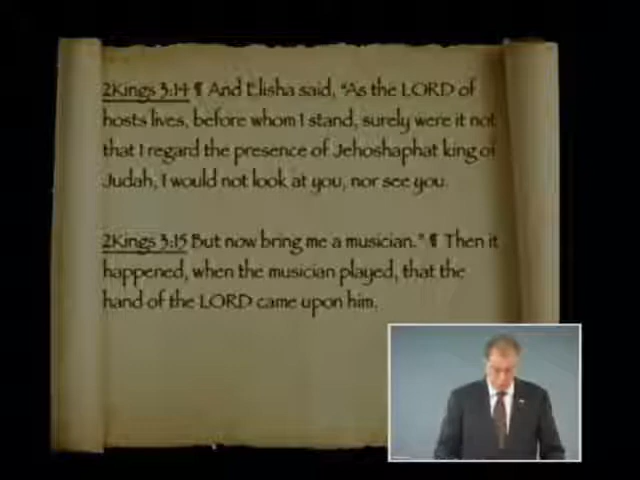 2Kings 3:14 ¶ And Elisha said, "As the LORD of
hosts lives, before whom I stand, surely were it not
that I regard the presence of Jehoshaphat king of
Judah, I would not look at you, nor see you.
2Kings 3:15 But now bring me a musician." ¶ Then it
happened, when the musician played, that the
hand of the LORD came upon him.